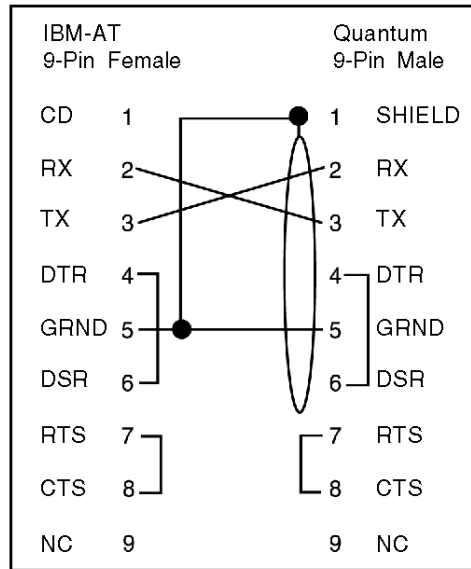 IBM-AT Quantum
9-Pin Female 9-Pin Male
CD 1 1 SHIELD
RX 2 2 RX
TX 3 3 TX
DTR 4 4 DTR
GRND 5 5 GRND
DSR 6 6 DSR
RTS 7 7 RTS
CTS 8 8 CTS
NC 9 9 NC